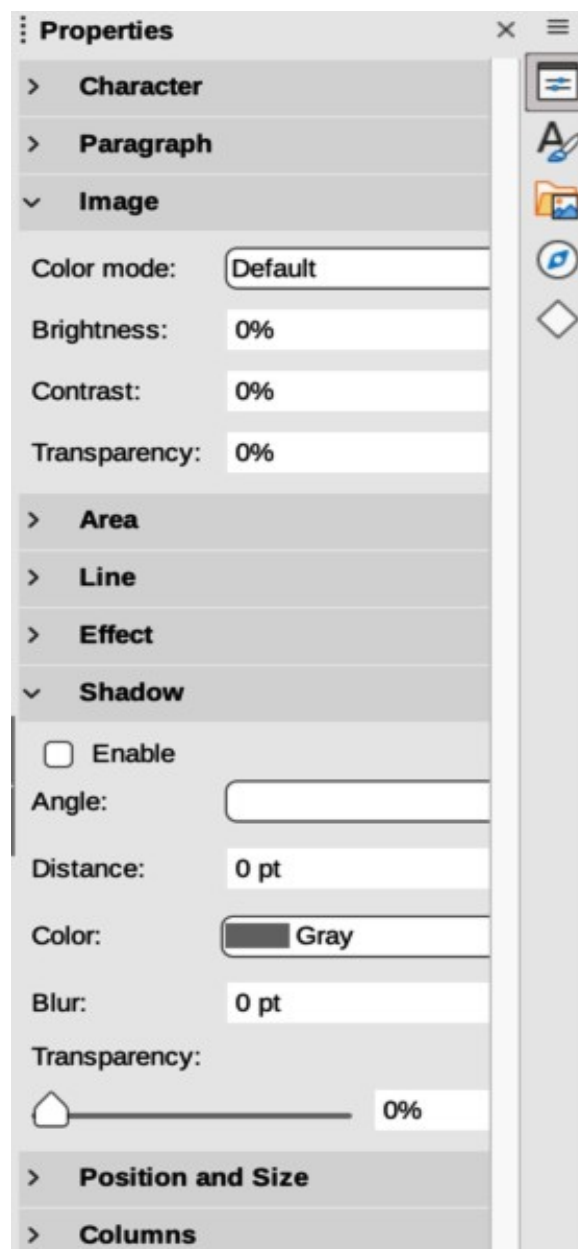 Properties
Character
Paragraph
Image
Color mode: Default
Brightness: 0%
Contrast: 0%
Transparency: 0%
Area
Line
Effect
Shadow
Enable
Angle:
Distance: 0 pt
Color: Gray
Blur: 0 pt
Transparency:
0%
Position and Size
Columns